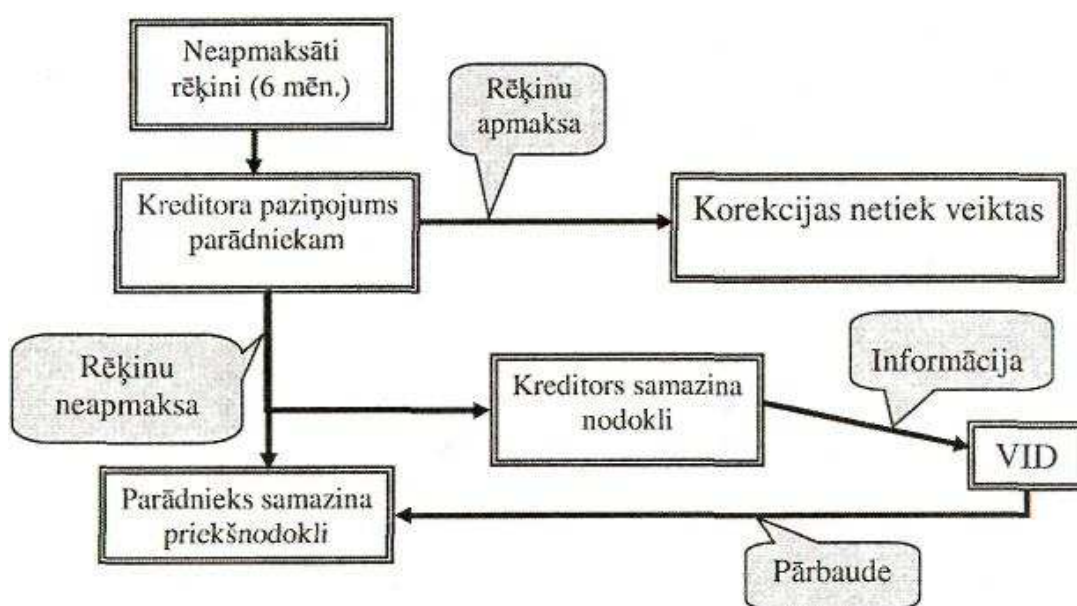 Neapmaksāti
rēķini (6 mēn.)
Rēķinu
apmaksa
Kreditora paziņojums
parādniekam
Korekcijas netiek veiktas
Rēķinu
neapmaksa
Kreditors samazina
nodokli
Informācija
VID
Parādnieks samazina
priekšnodokli
Pārbaude